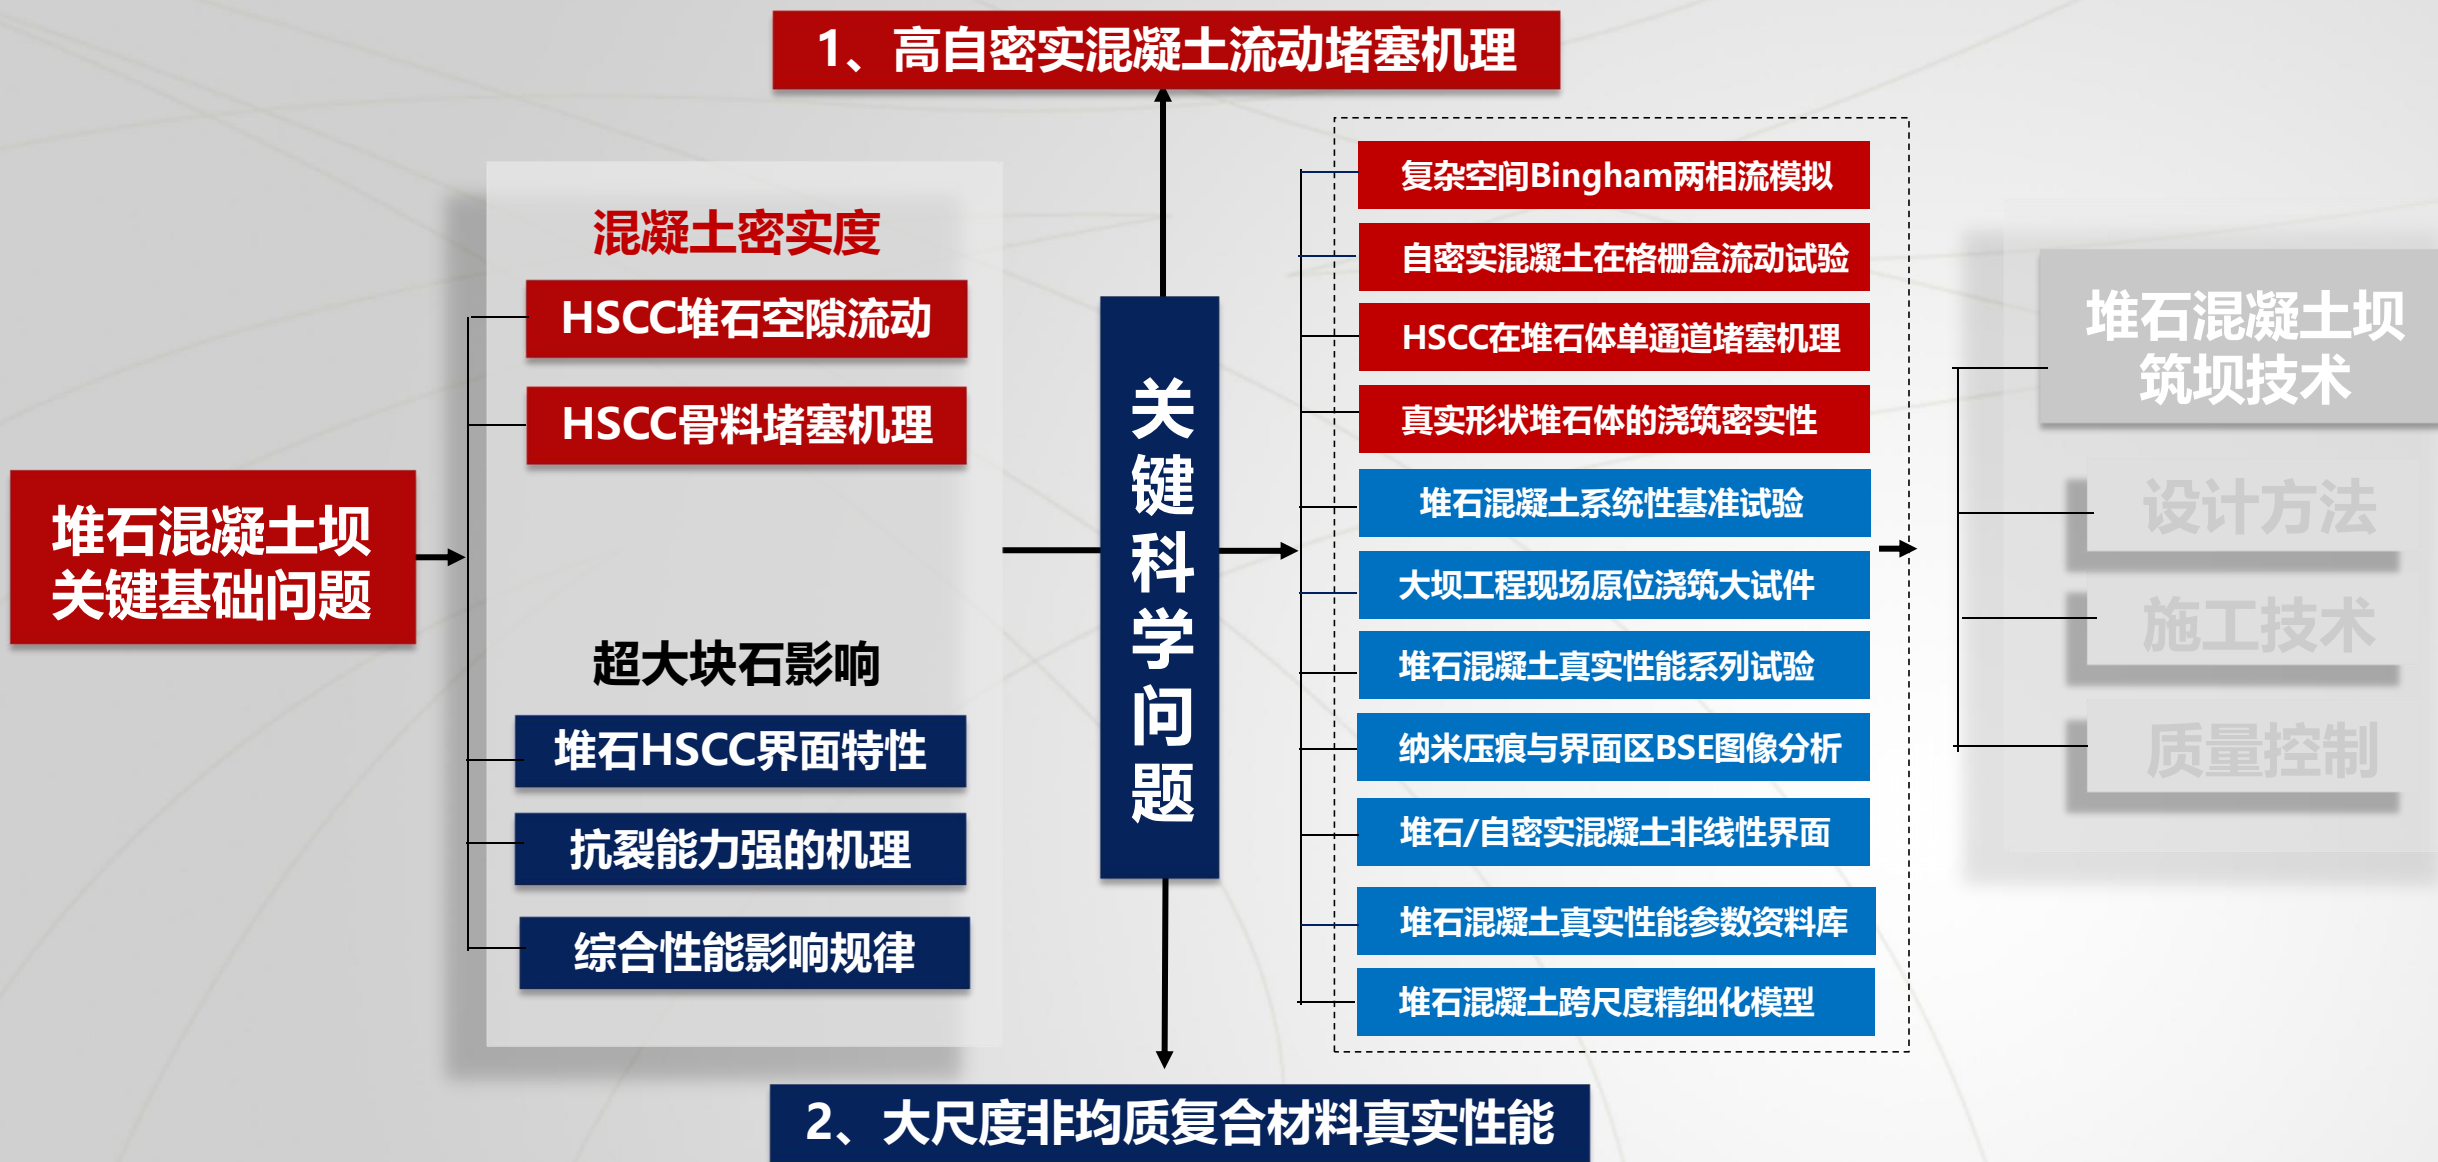 1、高自密实混凝土流动堵塞机理
堆石混凝土坝
关键基础问题
混凝土密实度
HSCC堆石空隙流动
HSCC骨料堵塞机理
超大块石影响
堆石HSCC界面特性
抗裂能力强的机理
综合性能影响规律
关键科学问题
复杂空间Bingham两相流模拟
自密实混凝土在格栅盒流动试验
HSCC在堆石体单通道堵塞机理
真实形状堆石体的浇筑密实性
堆石混凝土系统性基准试验
大坝工程现场原位浇筑大试件
堆石混凝土真实性能系列试验
纳米压痕与界面区BSE图像分析
堆石/自密实混凝土非线性界面
堆石混凝土真实性能参数资料库
堆石混凝土跨尺度精细化模型
堆石混凝土坝
筑坝技术
设计方法
施工技术
质量控制
2、大尺度非均质复合材料真实性能